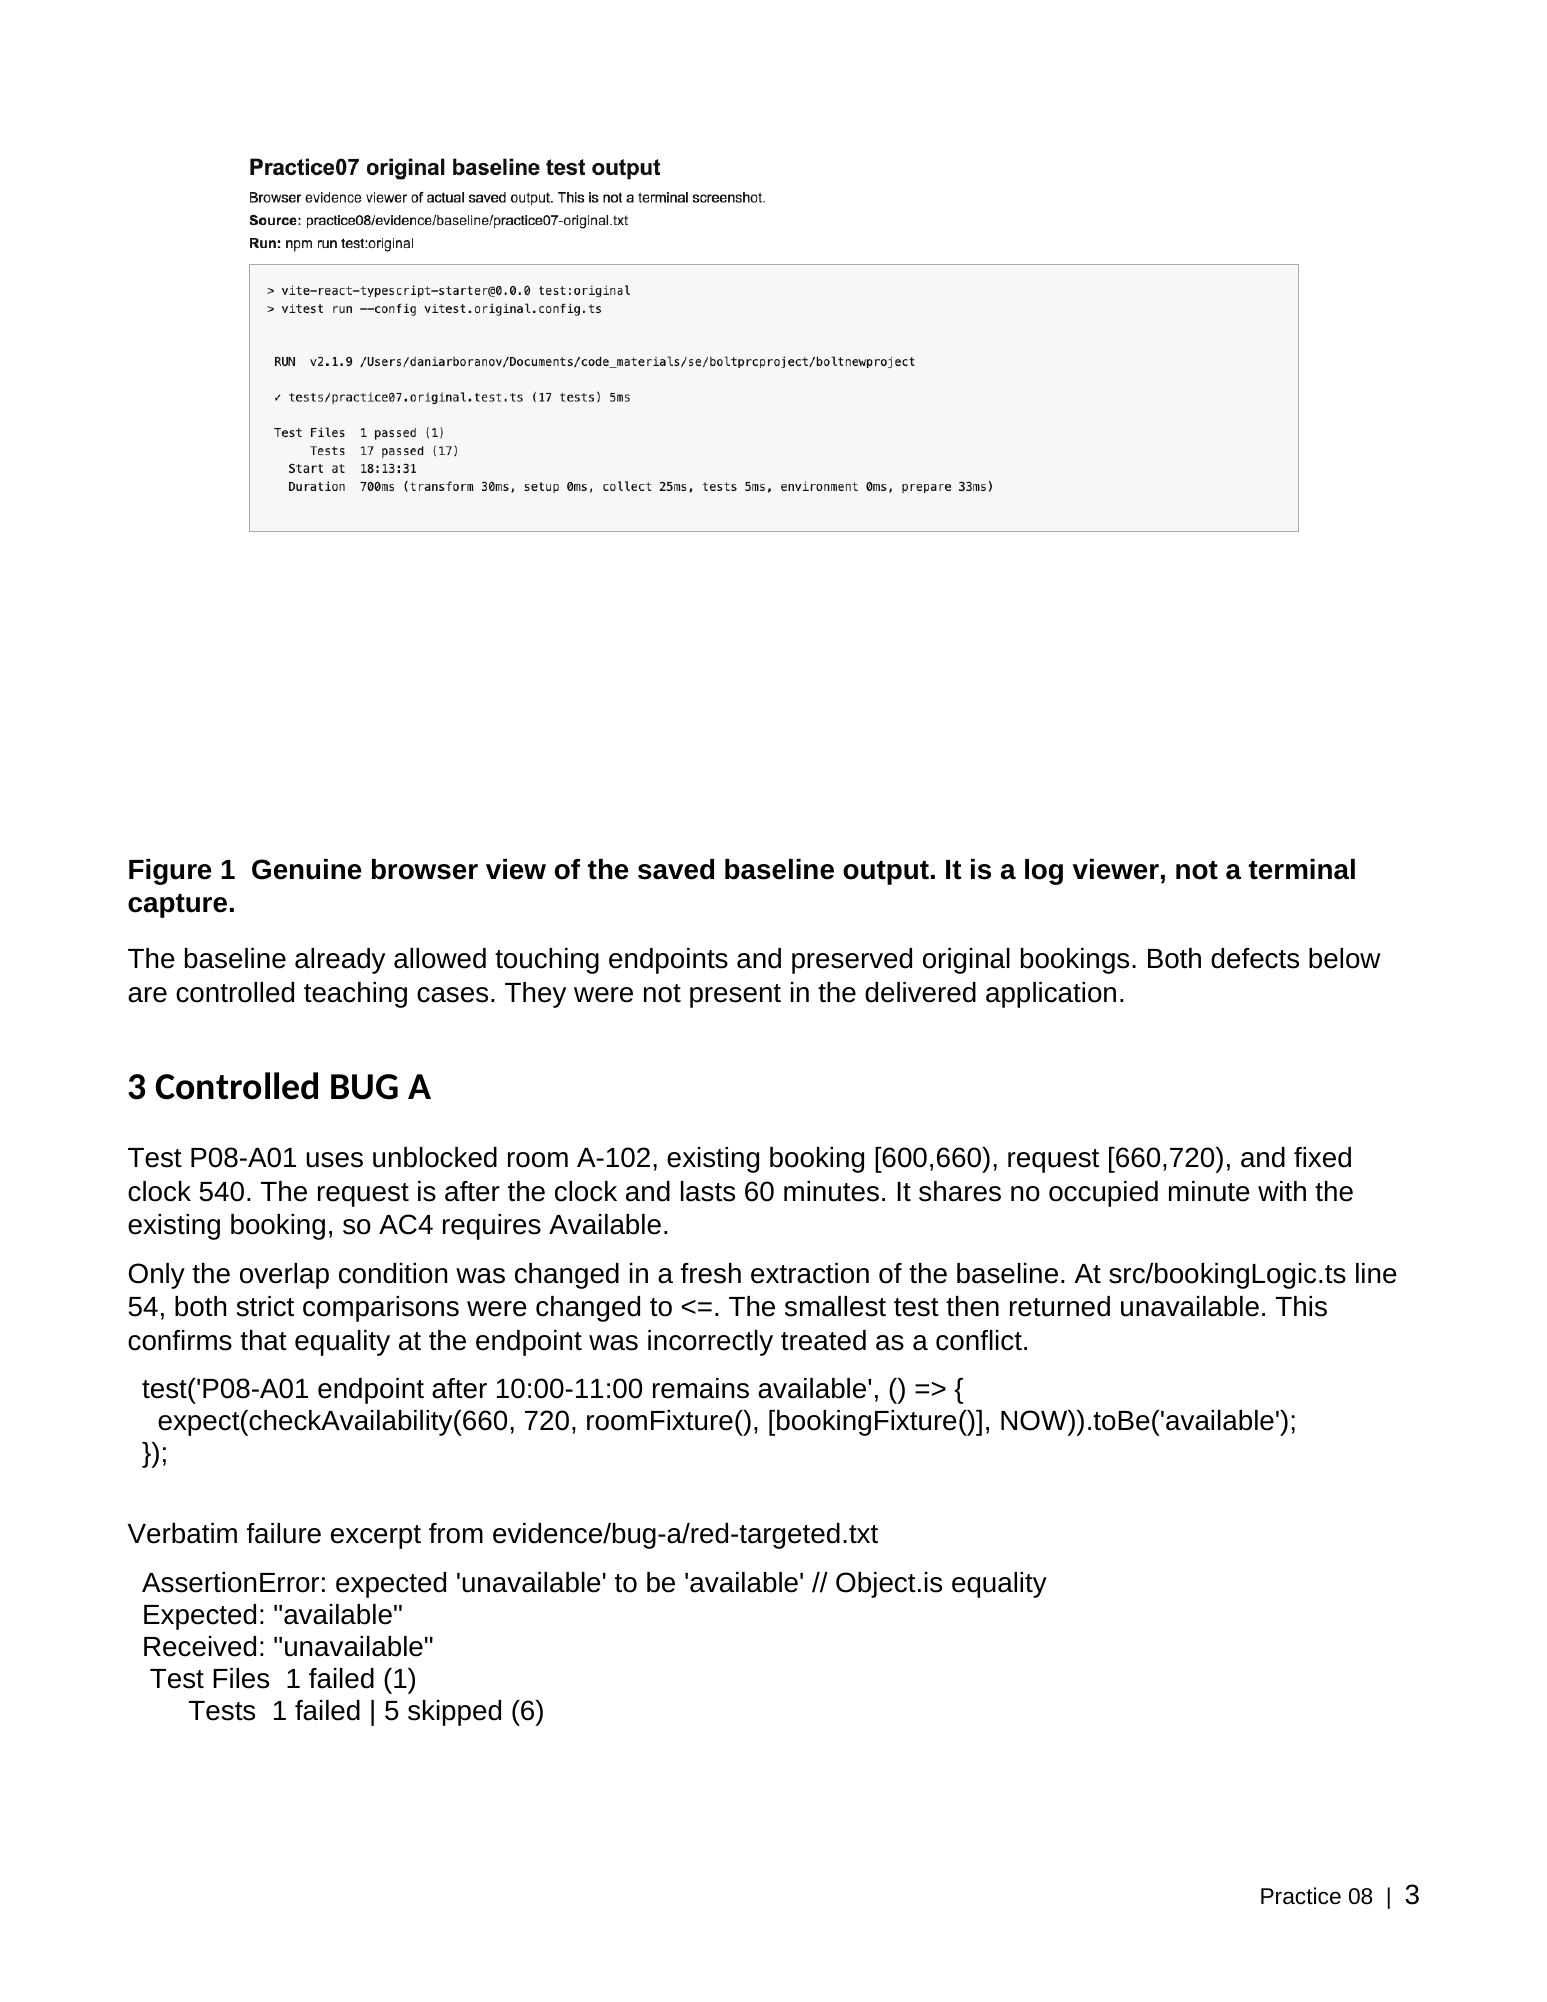 Practice07 original baseline test output
Browser evidence viewer of actual saved output. This is not a terminal screenshot.
Source: practice08/evidence/baseline/practice07-original.txt
Run: npm run test:original
> vite-react-typescript-starter@0.0.0 test:original
> vitest run --config vitest.original.config.ts
RUN  v2.1.9 /Users/daniarboranov/Documents/code_materials/se/boltprcproject/boltnewproject
✓ tests/practice07.original.test.ts (17 tests) 5ms
Test Files  1 passed (1)
Tests  17 passed (17)
Start at  18:13:31
Duration  700ms (transform 30ms, setup 0ms, collect 25ms, tests 5ms, environment 0ms, prepare 33ms)
Figure 1  Genuine browser view of the saved baseline output. It is a log viewer, not a terminal
capture.
The baseline already allowed touching endpoints and preserved original bookings. Both defects below
are controlled teaching cases. They were not present in the delivered application.
3 Controlled BUG A
Test P08-A01 uses unblocked room A-102, existing booking [600,660), request [660,720), and fixed
clock 540. The request is after the clock and lasts 60 minutes. It shares no occupied minute with the
existing booking, so AC4 requires Available.
Only the overlap condition was changed in a fresh extraction of the baseline. At src/bookingLogic.ts line
54, both strict comparisons were changed to <=. The smallest test then returned unavailable. This
confirms that equality at the endpoint was incorrectly treated as a conflict.
test('P08-A01 endpoint after 10:00-11:00 remains available', () => {
expect(checkAvailability(660, 720, roomFixture(), [bookingFixture()], NOW)).toBe('available');
});
Verbatim failure excerpt from evidence/bug-a/red-targeted.txt
AssertionError: expected 'unavailable' to be 'available' // Object.is equality
Expected: "available"
Received: "unavailable"
Test Files  1 failed (1)
Tests  1 failed | 5 skipped (6)
Practice 08  |  3